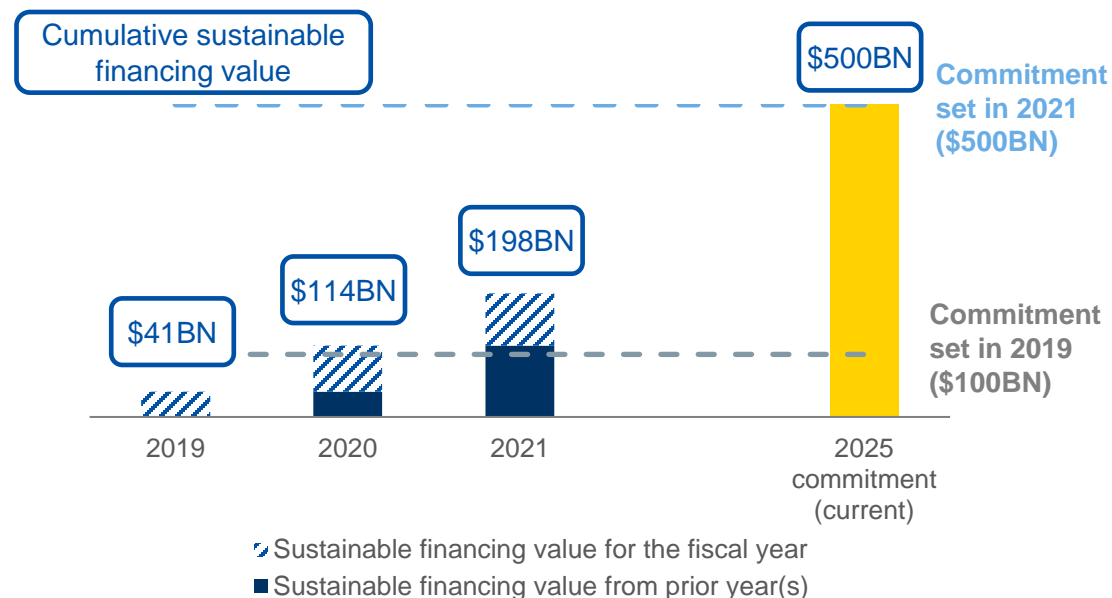 Cumulative sustainable
financing value
$500BN
Commitment
set in 2021
($500BN)
$198BN
$114BN
$41BN
Commitment
set in 2019
($100BN)
2019
2020
2021
2025
commitment
(current)
Sustainable financing value for the fiscal year
Sustainable financing value from prior year(s)